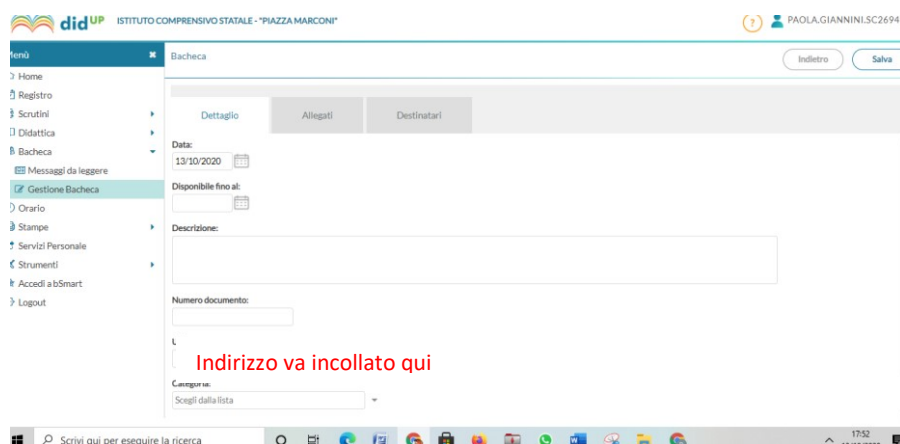 didUP ISTITUTO COMPRENSIVO STATALE - "PIAZZA MARCONI" ? PAOLA.GIANNINI.SC2694
Menù Bacheca Indietro Salva
Home
Registro
Scrutini
Dettaglio Allegati Destinatari
Didattica
Bacheca
Data:
13/10/2020
Messaggi da leggere
Gestione Bacheca
Disponibile fino al:
Orario
Stampe
Descrizione:
Servizi Personale
Strumenti
Accedi a bSmart
Logout
Numero documento:
Indirizzo va incollato qui
Categoria:
Scegli dalla lista
Scrivi qui per eseguire la ricerca
17:52